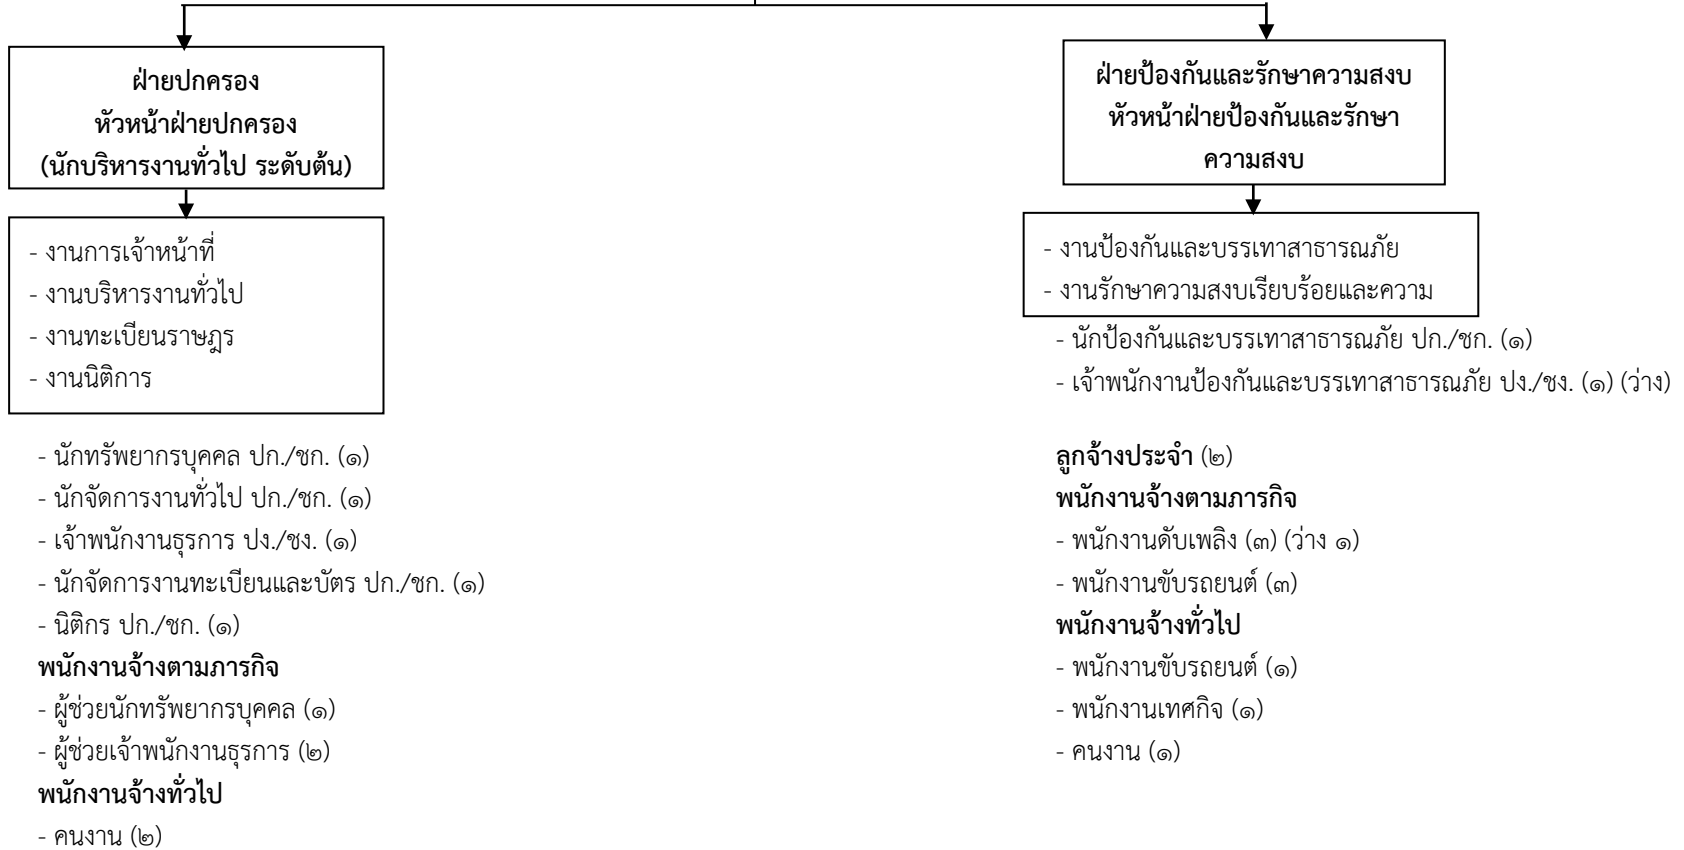 ฝ่ายปกครอง
หัวหน้าฝ่ายปกครอง
(นักบริหารงานทั่วไป ระดับต้น)
- งานการเจ้าหน้าที่
- งานบริหารงานทั่วไป
- งานทะเบียนราษฎร
- งานนิติการ
- นักทรัพยากรบุคคล ปก./ชก. (๑)
- นักจัดการงานทั่วไป ปก./ชก. (๑)
- เจ้าพนักงานธุรการ ปง./ชง. (๑)
- นักจัดการงานทะเบียนและบัตร ปก./ชก. (๑)
- นิติกร ปก./ชก. (๑)
พนักงานจ้างตามภารกิจ
- ผู้ช่วยนักทรัพยากรบุคคล (๑)
- ผู้ช่วยเจ้าพนักงานธุรการ (๒)
พนักงานจ้างทั่วไป
- คนงาน (๒)
ฝ่ายป้องกันและรักษาความสงบ
หัวหน้าฝ่ายป้องกันและรักษา
ความสงบ
- งานป้องกันและบรรเทาสาธารณภัย
- งานรักษาความสงบเรียบร้อยและความ
- นักป้องกันและบรรเทาสาธารณภัย ปก./ชก. (๑)
- เจ้าพนักงานป้องกันและบรรเทาสาธารณภัย ปง./ชง. (๑) (ว่าง)
ลูกจ้างประจำ (๒)
พนักงานจ้างตามภารกิจ
- พนักงานดับเพลิง (๓) (ว่าง ๑)
- พนักงานขับรถยนต์ (๓)
พนักงานจ้างทั่วไป
- พนักงานขับรถยนต์ (๑)
- พนักงานเทศกิจ (๑)
- คนงาน (๑)